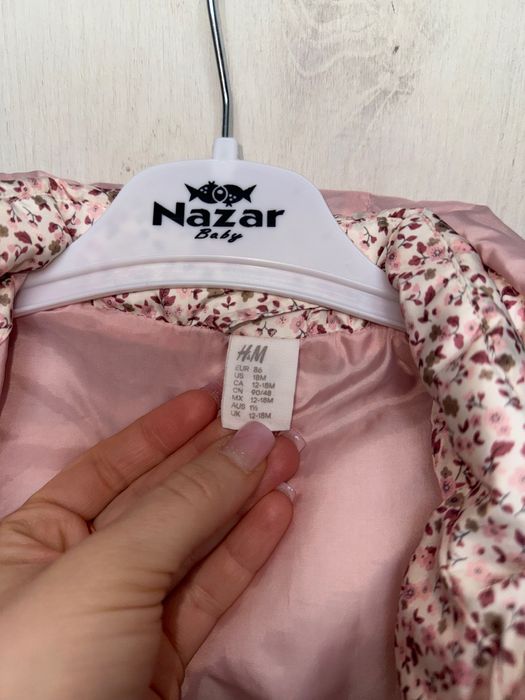 Nazar
Baby
H&M
EUR 86
US 18M
CA 12-18M
CN 90/48
MX 12-18M
AUS 1½
UK 12-18M